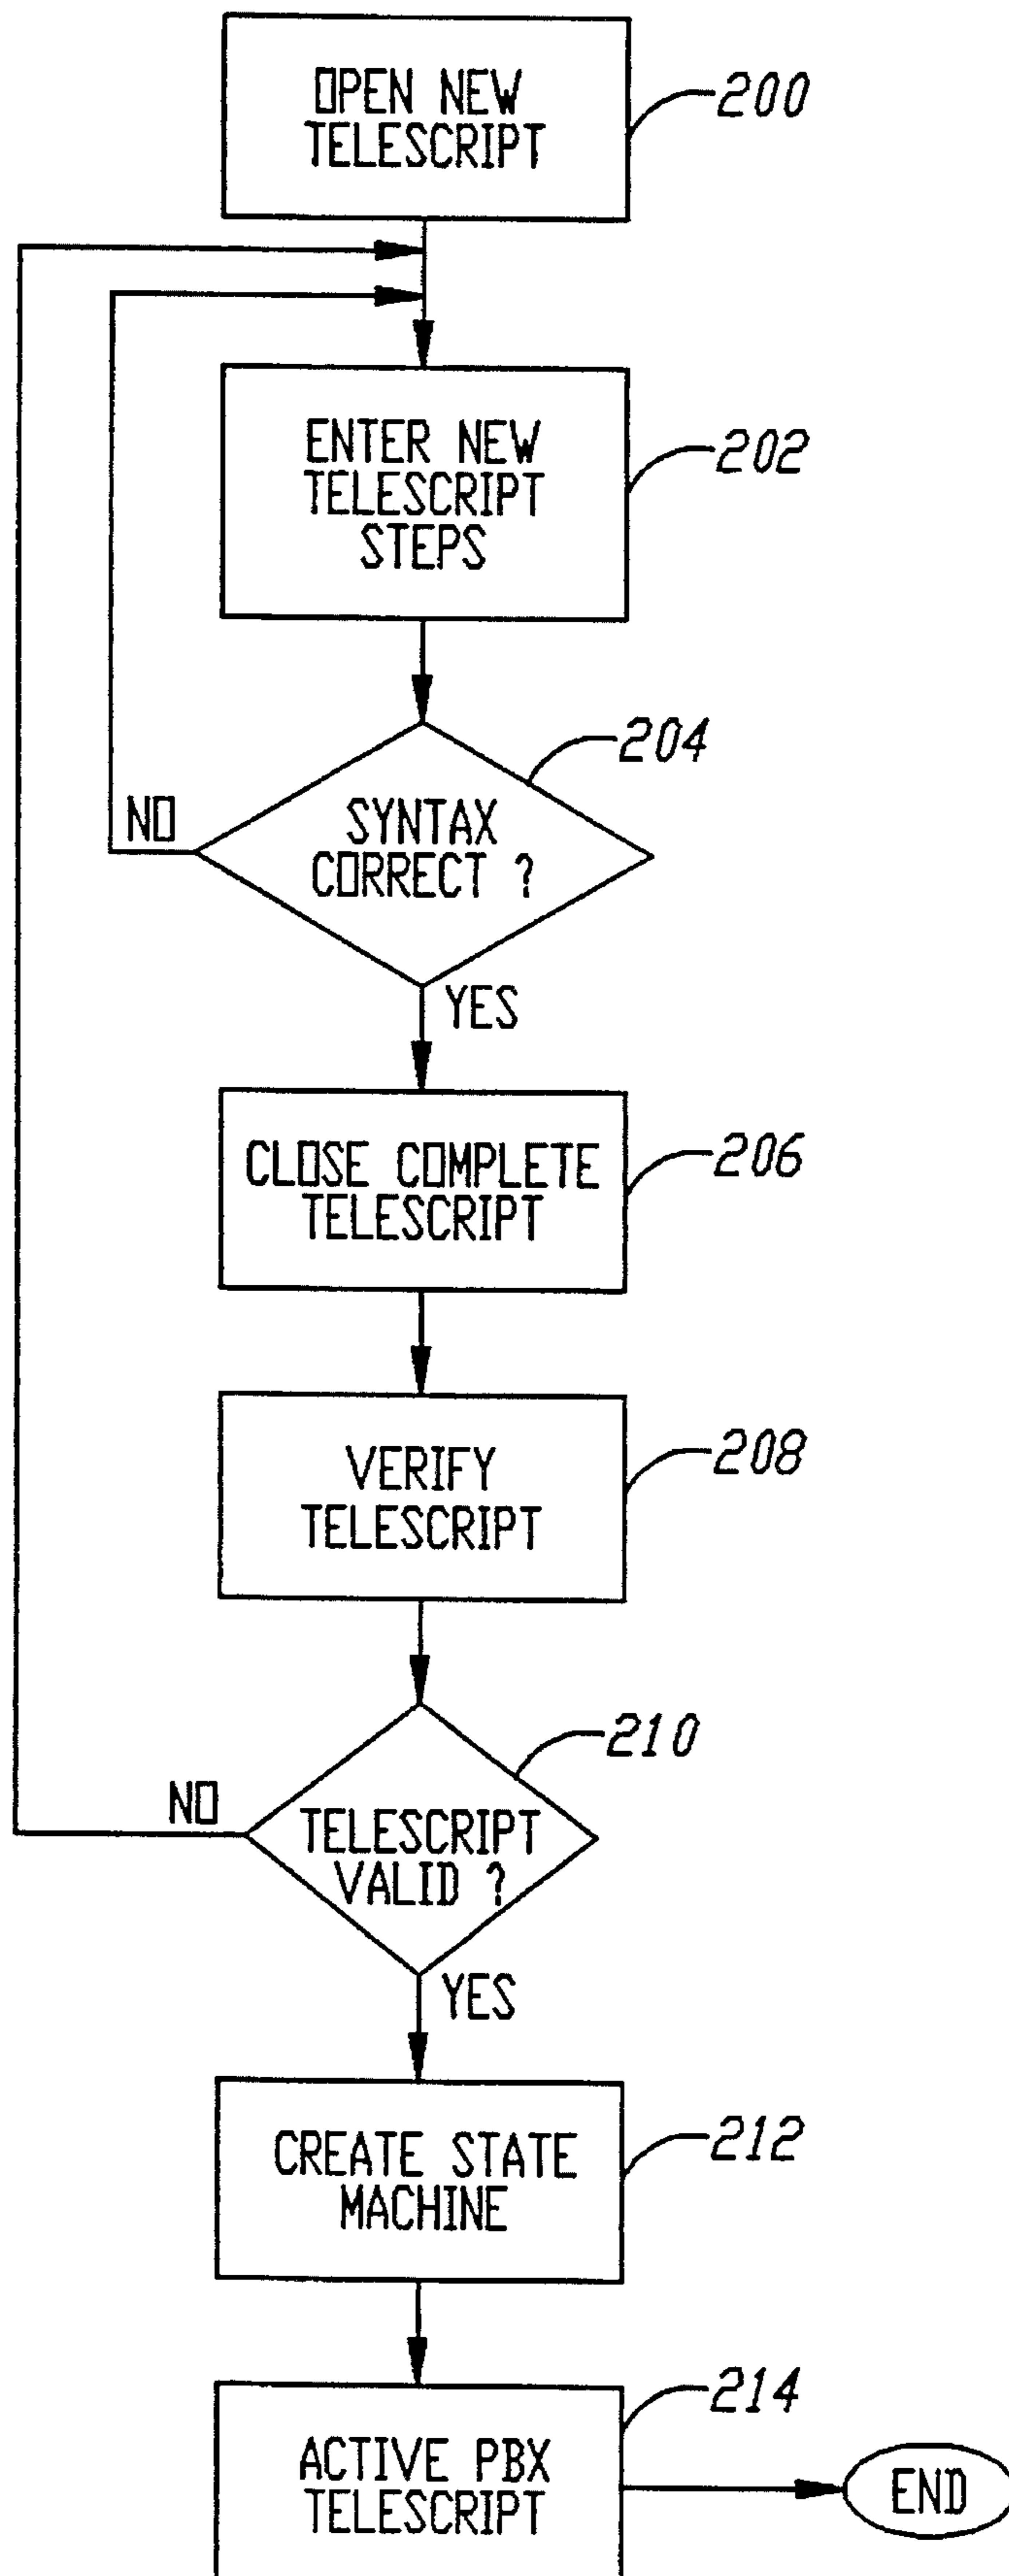 OPEN NEW
TELESCRIPT
200
ENTER NEW
TELESCRIPT
STEPS
202
204
SYNTAX
CORRECT ?
NO
YES
CLOSE COMPLETE
TELESCRIPT
206
VERIFY
TELESCRIPT
208
210
TELESCRIPT
VALID ?
NO
YES
CREATE STATE
MACHINE
212
214
ACTIVE PBX
TELESCRIPT
END